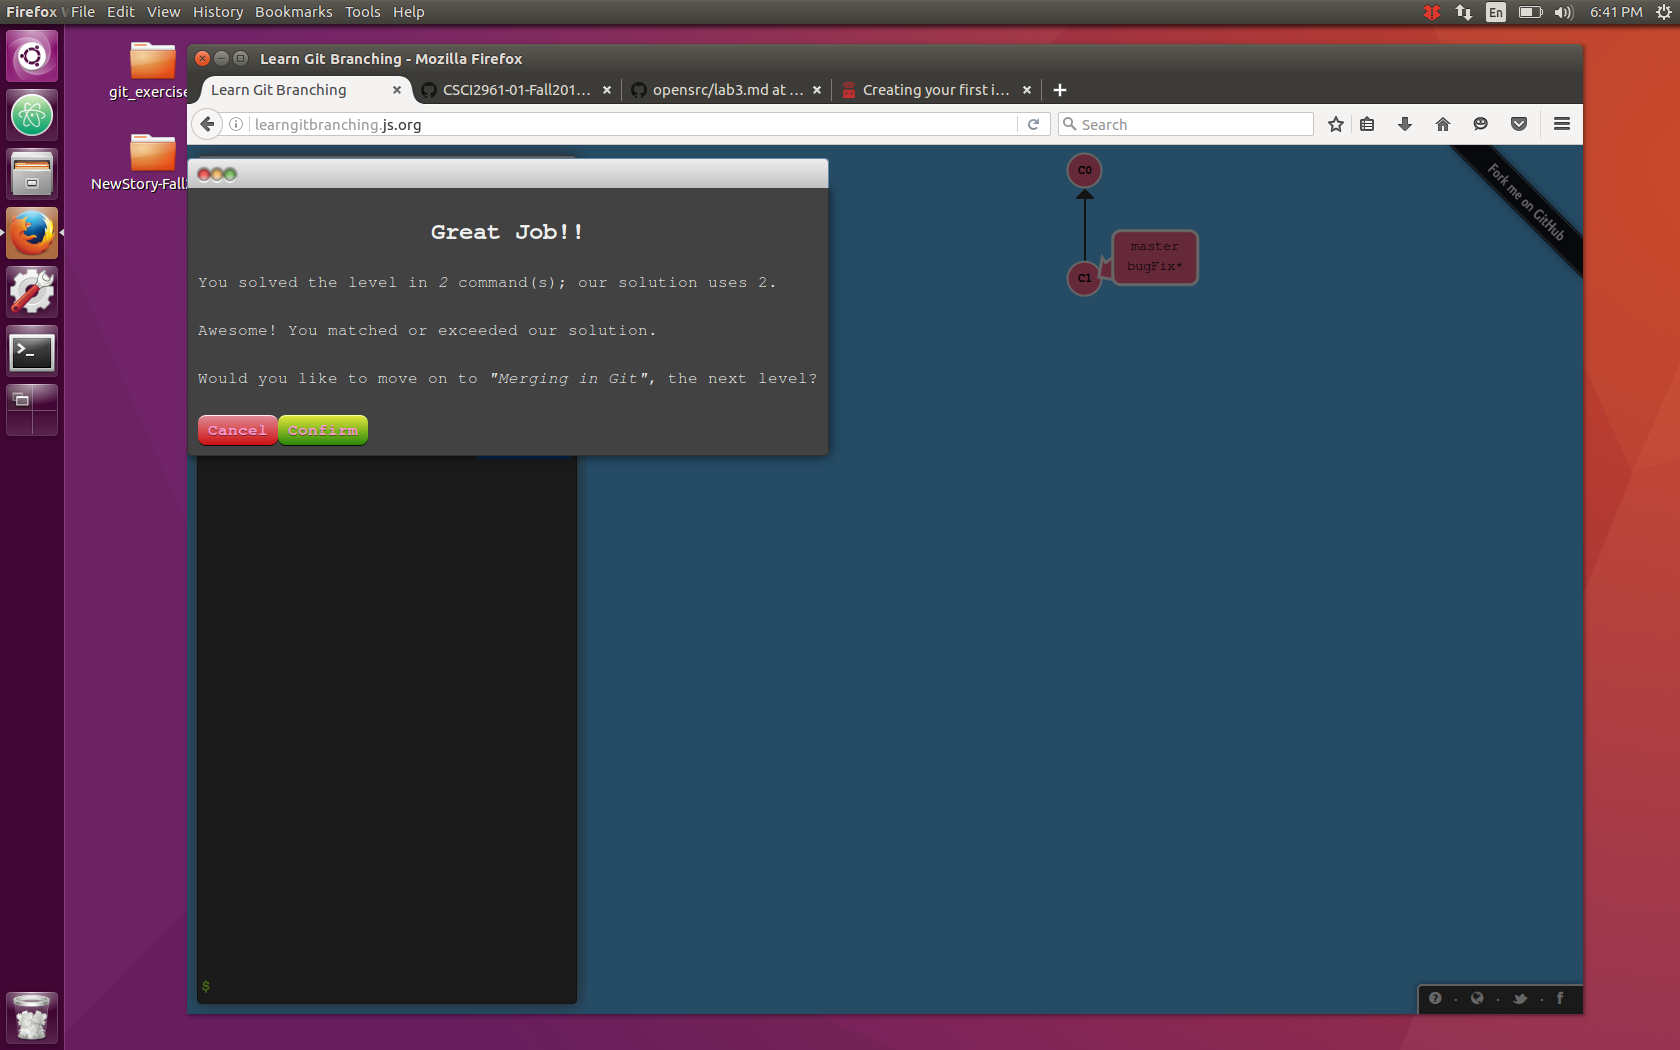 Firefox W File Edit View History Bookmarks Tools Help
En 6:41 PM
git_exercise
NewStory-Fall2
Learn Git Branching - Mozilla Firefox
Learn Git Branching
CSCI2961-01-Fall201...
opensrc/lab3.md at ...
Creating your first i...
learngitbranching.js.org
Search
Great Job!!
You solved the level in 2 command(s); our solution uses 2.
Awesome! You matched or exceeded our solution.
Would you like to move on to "Merging in Git", the next level?
Cancel Confirm
C0
master
bugFix*
C1
Fork me on GitHub
$